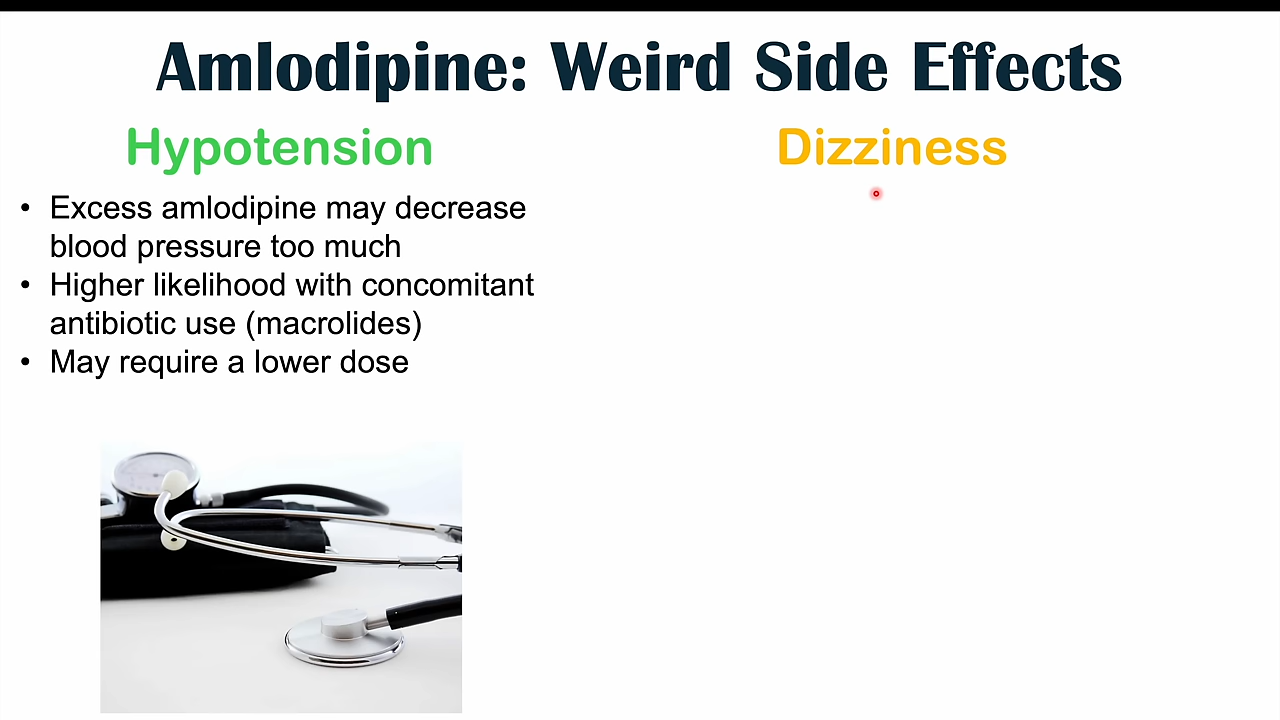 Amlodipine: Weird Side Effects
Hypotension
• Excess amlodipine may decrease
blood pressure too much
• Higher likelihood with concomitant
antibiotic use (macrolides)
• May require a lower dose
Dizziness